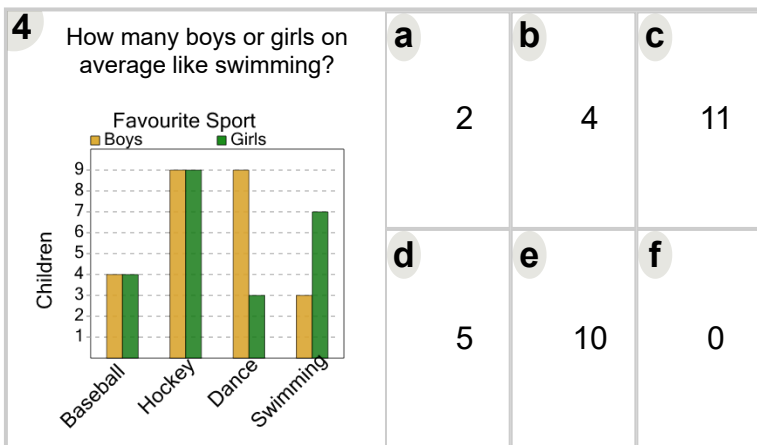 4
How many boys or girls on
average like swimming?
Favourite Sport
Boys
Girls
9
8
7
6
5
4
3
2
1
Children
Baseball
Hockey
Dance
Swimming
a
2
b
4
c
11
d
5
e
10
f
0